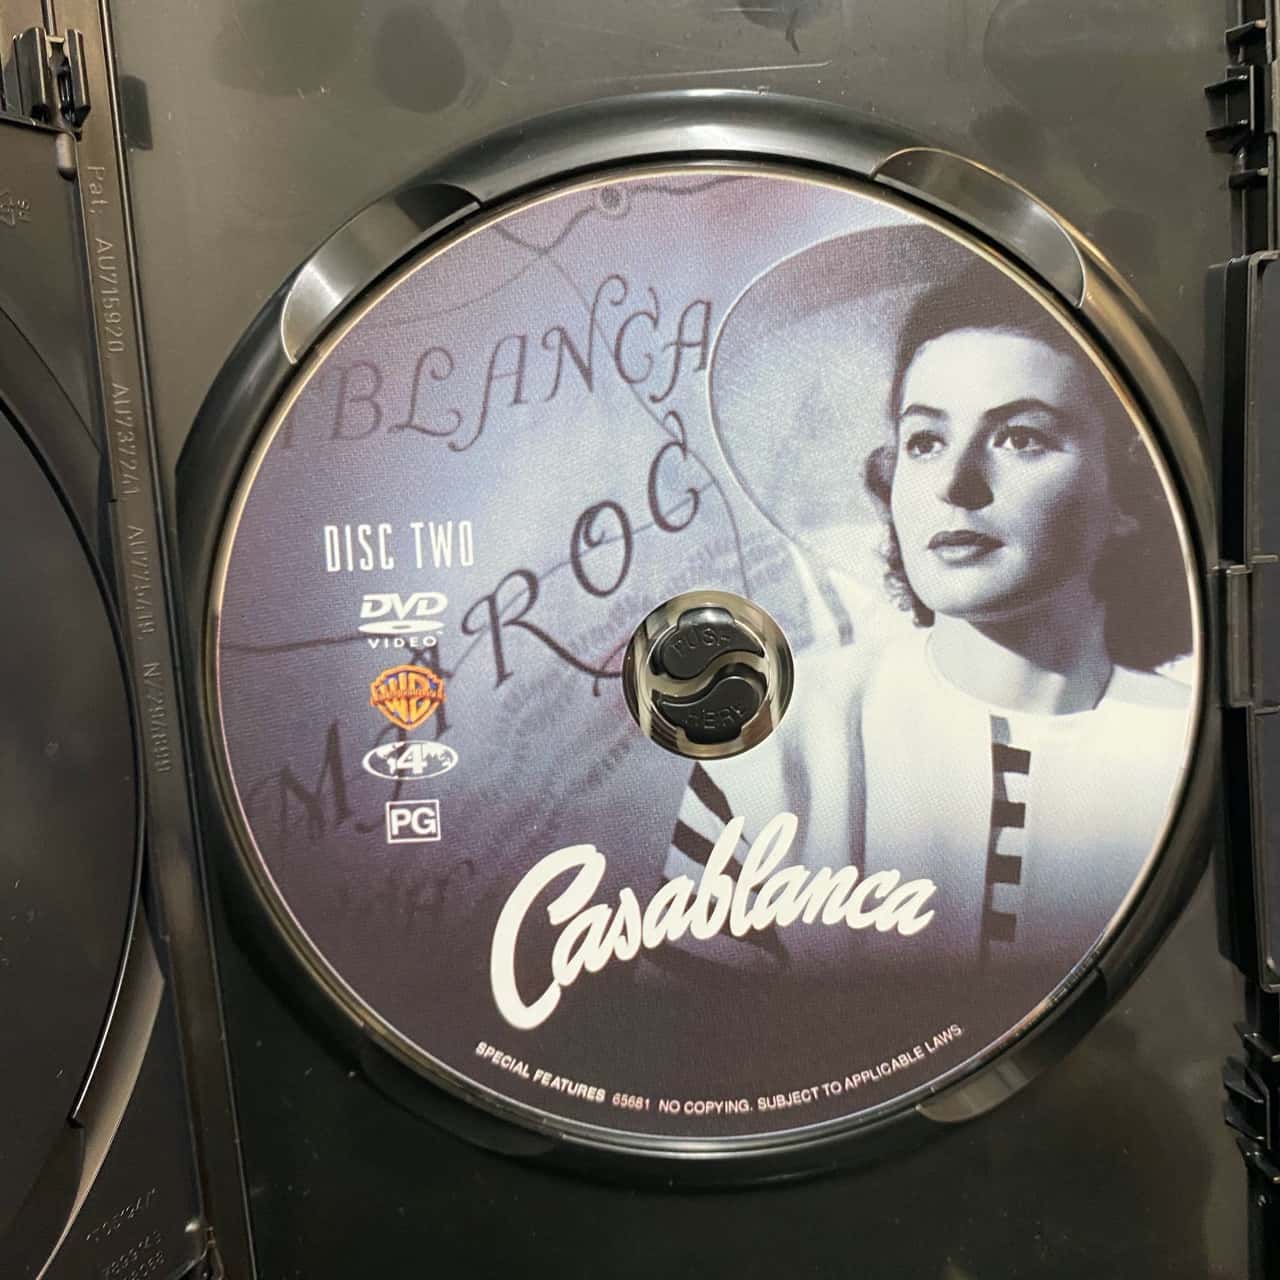 Pat: AU715920, AU737241,
BLANCA
MAROC
DISC TWO
DVD
VIDEO™
WB
4
PG
PUSH
HERE
Casablanca
SPECIAL FEATURES 65681 NO COPYING. SUBJECT TO APPLICABLE LAWS